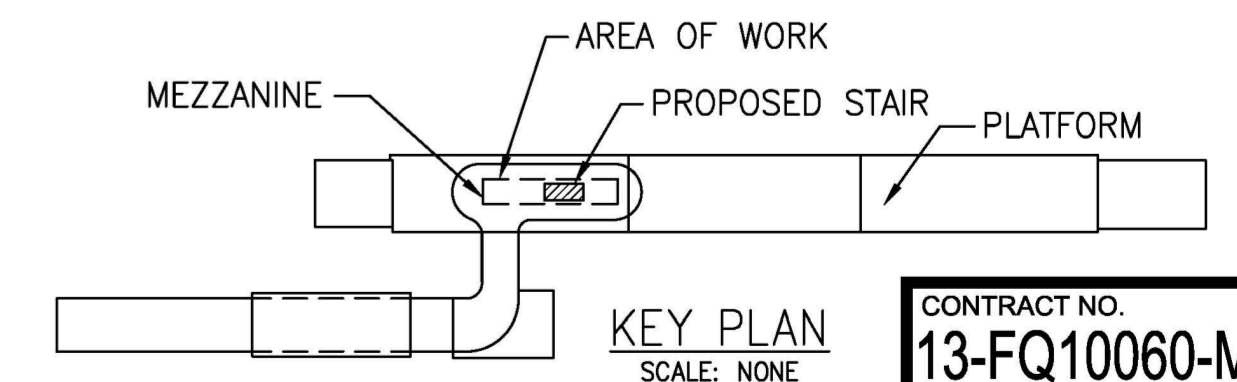 AREA OF WORK
MEZZANINE
PROPOSED STAIR
PLATFORM
KEY PLAN
SCALE: NONE
CONTRACT NO.
13-FQ10060-M